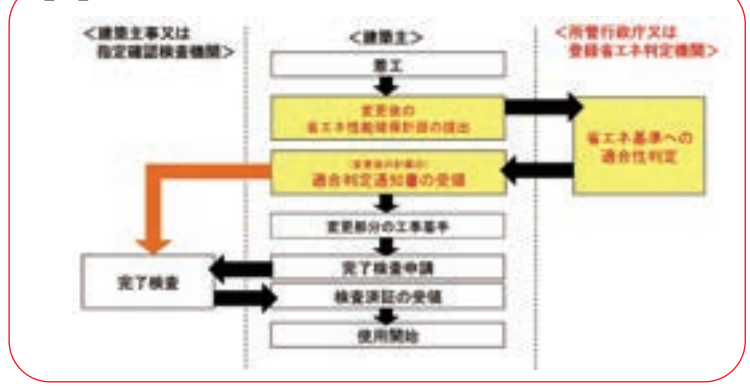 ＜建築主事又は
指定確認検査機関＞
＜建築主＞
＜所管行政庁又は
登録省エネ判定機関＞
着工
変更後の
省エネ性能確保計画の提出
省エネ基準への
適合性判定
（変更後の計画の）
適合判定通知書の受領
変更部分の工事着手
完了検査申請
完了検査
検査済証の受領
使用開始